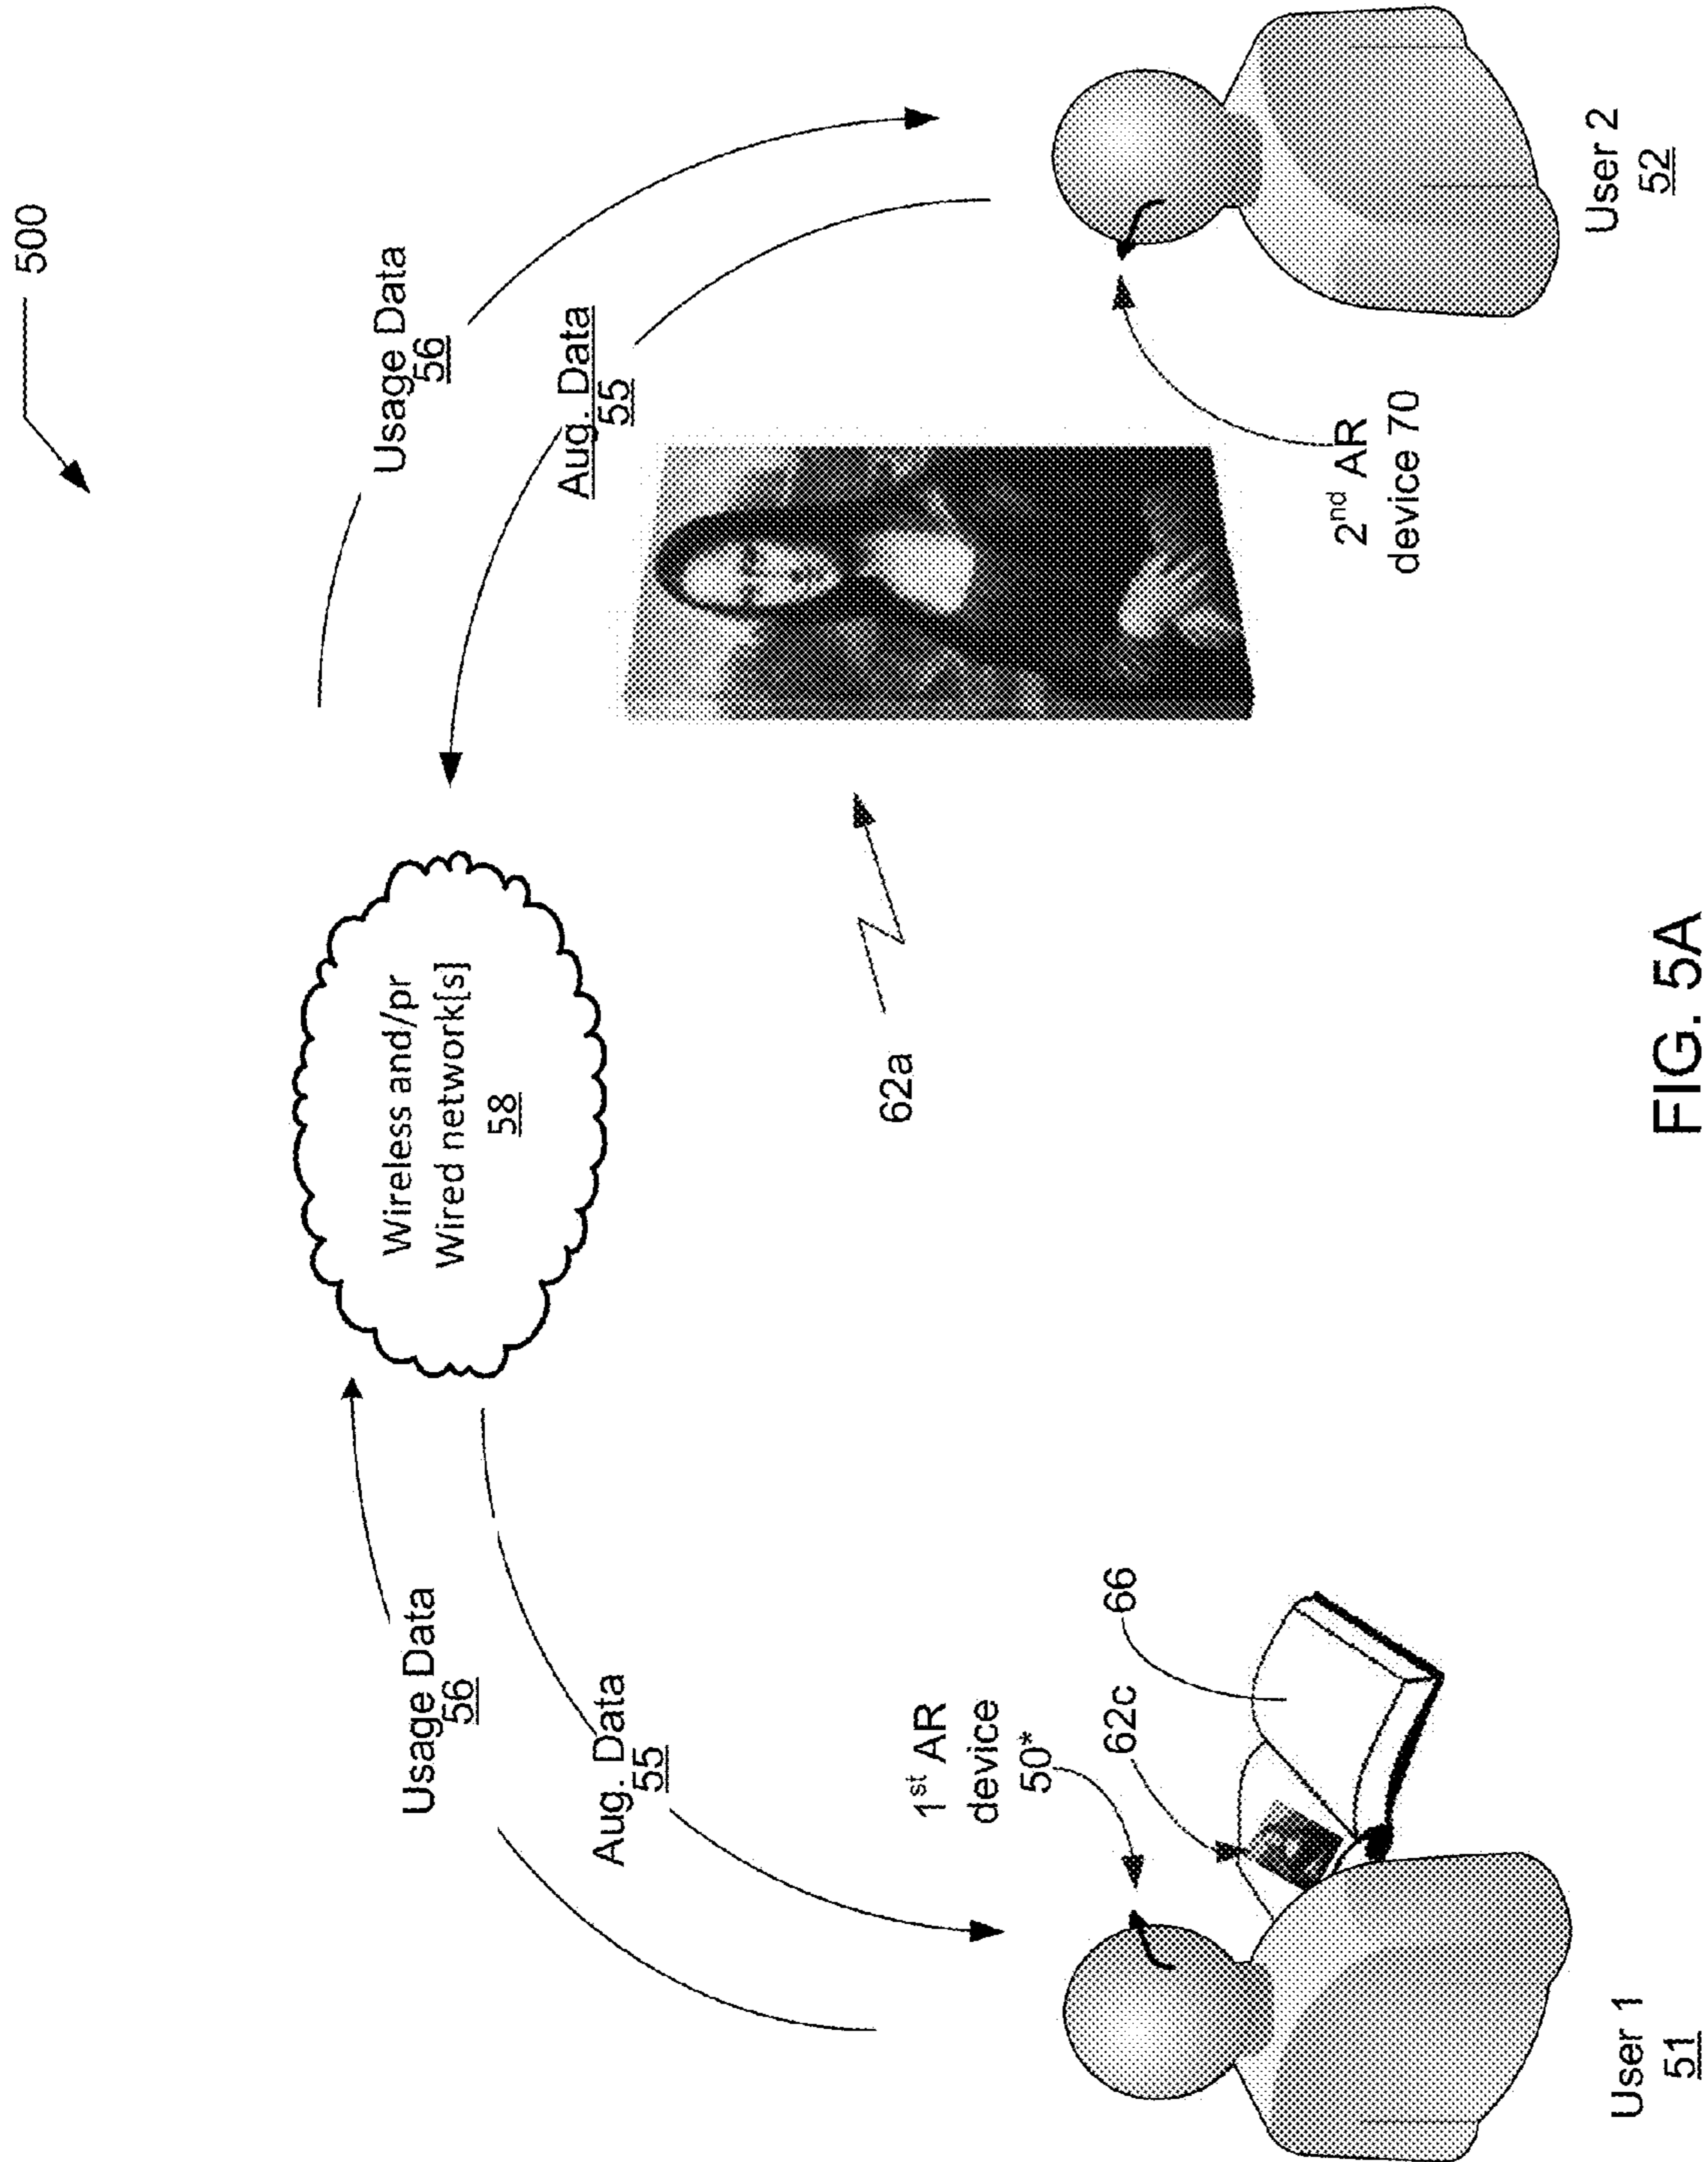 500
Usage Data
56
Aug. Data
55
Wireless and/pr
Wired network[s]
58
Usage Data
56
Aug. Data
55
1st AR
device
50*
62c
66
62a
2nd AR
device 70
User 1
51
User 2
52
FIG. 5A